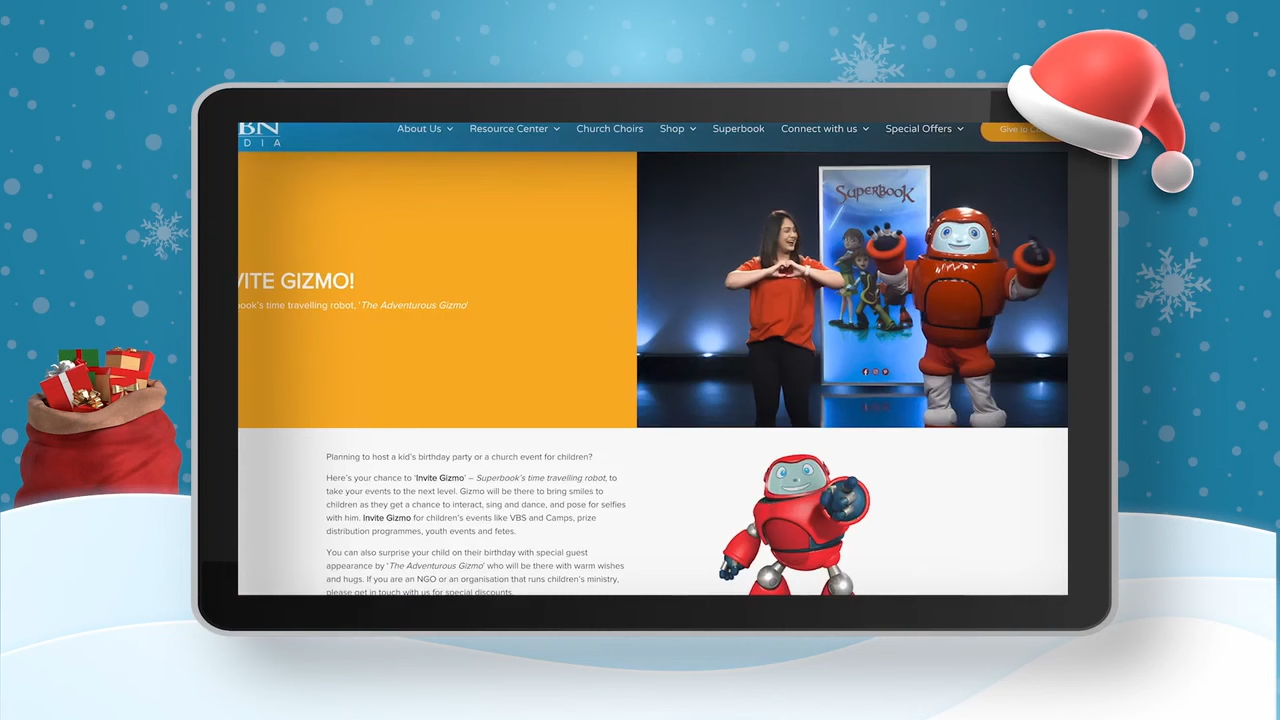 BN
D I A
About Us
Resource Center
Church Choirs
Shop
Superbook
Connect with us
Special Offers
Give to
VITE GIZMO!
ook's time travelling robot, 'The Adventurous Gizmo'
SUPERBOOK
Planning to host a kid's birthday party or a church event for children?
Here's your chance to 'Invite Gizmo' – Superbook's time travelling robot, to
take your events to the next level. Gizmo will be there to bring smiles to
children as they get a chance to interact, sing and dance, and pose for selfies
with him. Invite Gizmo for children's events like VBS and Camps, prize
distribution programmes, youth events and fetes.
You can also surprise your child on their birthday with special guest
appearance by 'The Adventurous Gizmo' who will be there with warm wishes
and hugs. If you are an NGO or an organisation that runs children's ministry,
please get in touch with us for special discounts.